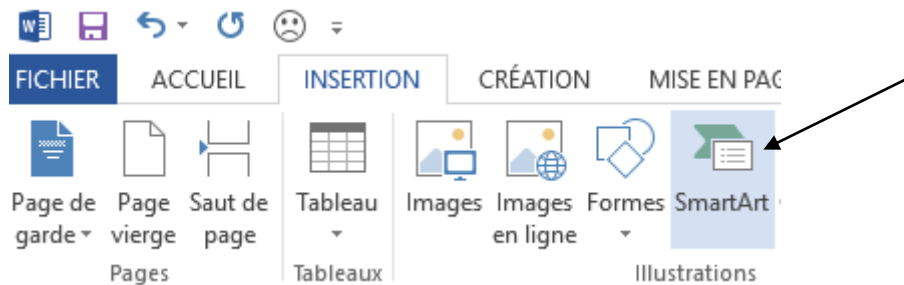 FICHIER ACCUEIL INSERTION CRÉATION MISE EN PAG
Page de garde
Page vierge
Saut de page
Tableau
Images
Images en ligne
Formes
SmartArt
Pages Tableaux Illustrations